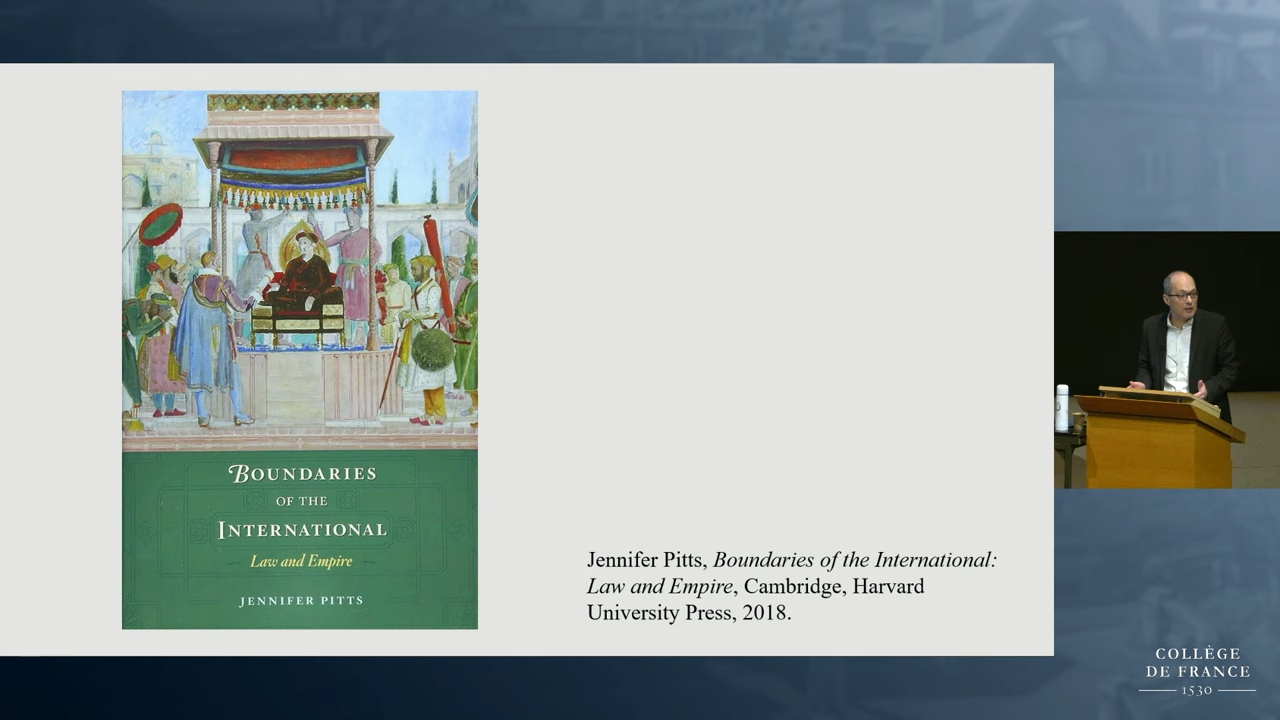 BOUNDARIES
OF THE
INTERNATIONAL
Law and Empire
JENNIFER PITTS
Jennifer Pitts, Boundaries of the International:
Law and Empire, Cambridge, Harvard
University Press, 2018.
COLLÈGE
DE FRANCE
1530